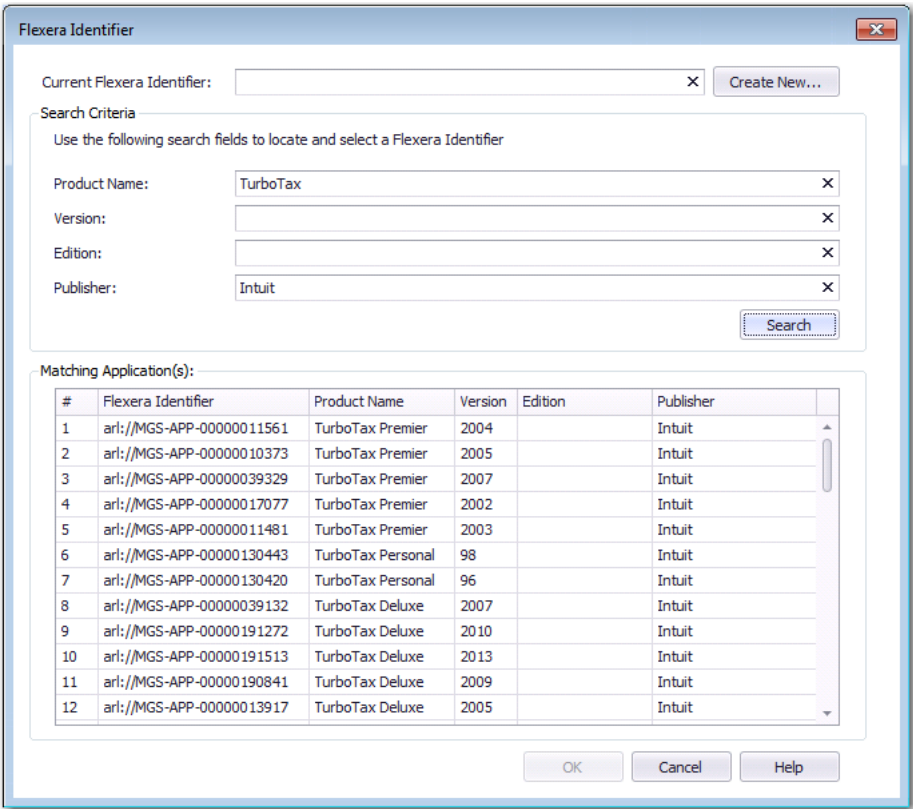 Flexera Identifier
Current Flexera Identifier: Create New...
Search Criteria
Use the following search fields to locate and select a Flexera Identifier
Product Name: TurboTax
Version:
Edition:
Publisher: Intuit
Search
Matching Application(s):
# Flexera Identifier Product Name Version Edition Publisher
1 arl://MGS-APP-00000011561 TurboTax Premier 2004 Intuit
2 arl://MGS-APP-00000010373 TurboTax Premier 2005 Intuit
3 arl://MGS-APP-00000039329 TurboTax Premier 2007 Intuit
4 arl://MGS-APP-00000017077 TurboTax Premier 2002 Intuit
5 arl://MGS-APP-00000011481 TurboTax Premier 2003 Intuit
6 arl://MGS-APP-00000130443 TurboTax Personal 98 Intuit
7 arl://MGS-APP-00000130420 TurboTax Personal 96 Intuit
8 arl://MGS-APP-00000039132 TurboTax Deluxe 2007 Intuit
9 arl://MGS-APP-00000191272 TurboTax Deluxe 2010 Intuit
10 arl://MGS-APP-00000191513 TurboTax Deluxe 2013 Intuit
11 arl://MGS-APP-00000190841 TurboTax Deluxe 2009 Intuit
12 arl://MGS-APP-00000013917 TurboTax Deluxe 2005 Intuit
OK Cancel Help